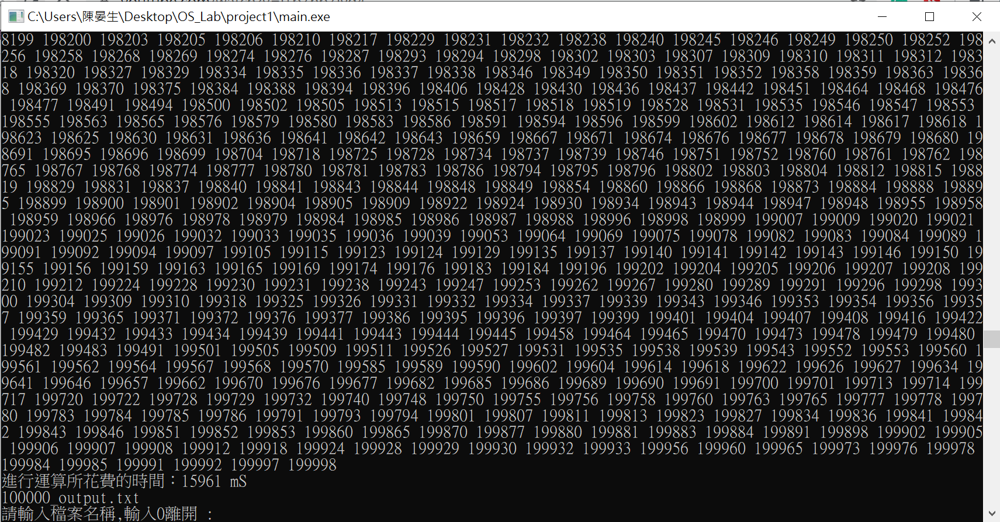 C:\Users\陳晏生\Desktop\OS_Lab\project1\main.exe
8199 198200 198203 198205 198206 198210 198217 198229 198231 198232 198238 198240 198245 198246 198249 198250 198252 198
256 198258 198268 198269 198274 198276 198287 198293 198294 198298 198302 198303 198307 198309 198310 198311 198312 1983
18 198320 198327 198329 198334 198335 198336 198337 198338 198346 198349 198350 198351 198352 198358 198359 198363 19836
8 198369 198370 198375 198384 198388 198394 198396 198406 198428 198430 198436 198437 198442 198451 198464 198468 198476
198477 198491 198494 198500 198502 198505 198513 198515 198517 198518 198519 198528 198531 198535 198546 198547 198553
198555 198563 198565 198576 198579 198580 198583 198586 198591 198594 198596 198599 198602 198612 198614 198617 198618 1
98623 198625 198630 198631 198636 198641 198642 198643 198659 198667 198671 198674 198676 198677 198678 198679 198680 19
8691 198695 198696 198699 198704 198718 198725 198728 198734 198737 198739 198746 198751 198752 198760 198761 198762 198
765 198767 198768 198774 198777 198780 198781 198783 198786 198794 198795 198796 198802 198803 198804 198812 198815 1988
19 198829 198831 198837 198840 198841 198843 198844 198848 198849 198854 198860 198866 198868 198873 198884 198888 19889
5 198899 198900 198901 198902 198904 198905 198909 198922 198924 198930 198934 198943 198944 198947 198948 198955 198958
198959 198966 198976 198978 198979 198984 198985 198986 198987 198988 198996 198998 198999 199007 199009 199020 199021
199023 199025 199026 199032 199033 199035 199036 199039 199053 199064 199069 199075 199078 199082 199083 199084 199089 1
99091 199092 199094 199097 199105 199115 199123 199124 199129 199135 199137 199140 199141 199142 199143 199146 199150 19
9155 199156 199159 199163 199165 199169 199174 199176 199183 199184 199196 199202 199204 199205 199206 199207 199208 199
210 199212 199224 199228 199230 199231 199238 199243 199247 199253 199262 199267 199280 199289 199291 199296 199298 1993
00 199304 199309 199310 199318 199325 199326 199331 199332 199334 199337 199339 199343 199346 199353 199354 199356 19935
7 199359 199365 199371 199372 199376 199377 199386 199395 199396 199397 199399 199401 199404 199407 199408 199416 199422
199429 199432 199433 199434 199439 199441 199443 199444 199445 199458 199464 199465 199470 199473 199478 199479 199480
199482 199483 199491 199501 199505 199509 199511 199526 199527 199531 199535 199538 199539 199543 199552 199553 199560 1
99561 199562 199564 199567 199568 199570 199585 199589 199590 199602 199604 199614 199618 199622 199626 199627 199634 19
9641 199646 199657 199662 199670 199676 199677 199682 199685 199686 199689 199690 199691 199700 199701 199713 199714 199
717 199720 199722 199728 199729 199732 199740 199748 199750 199755 199756 199758 199760 199763 199765 199777 199778 1997
80 199783 199784 199785 199786 199791 199793 199794 199801 199807 199811 199813 199823 199827 199834 199836 199841 19984
2 199843 199846 199851 199852 199853 199860 199865 199870 199877 199880 199881 199883 199884 199891 199898 199902 199905
199906 199907 199908 199912 199918 199924 199928 199929 199930 199932 199933 199956 199960 199965 199973 199976 199978
199984 199985 199991 199992 199997 199998
進行運算所花費的時間：15961 mS
100000_output.txt
請輸入檔案名稱,輸入0離開 :